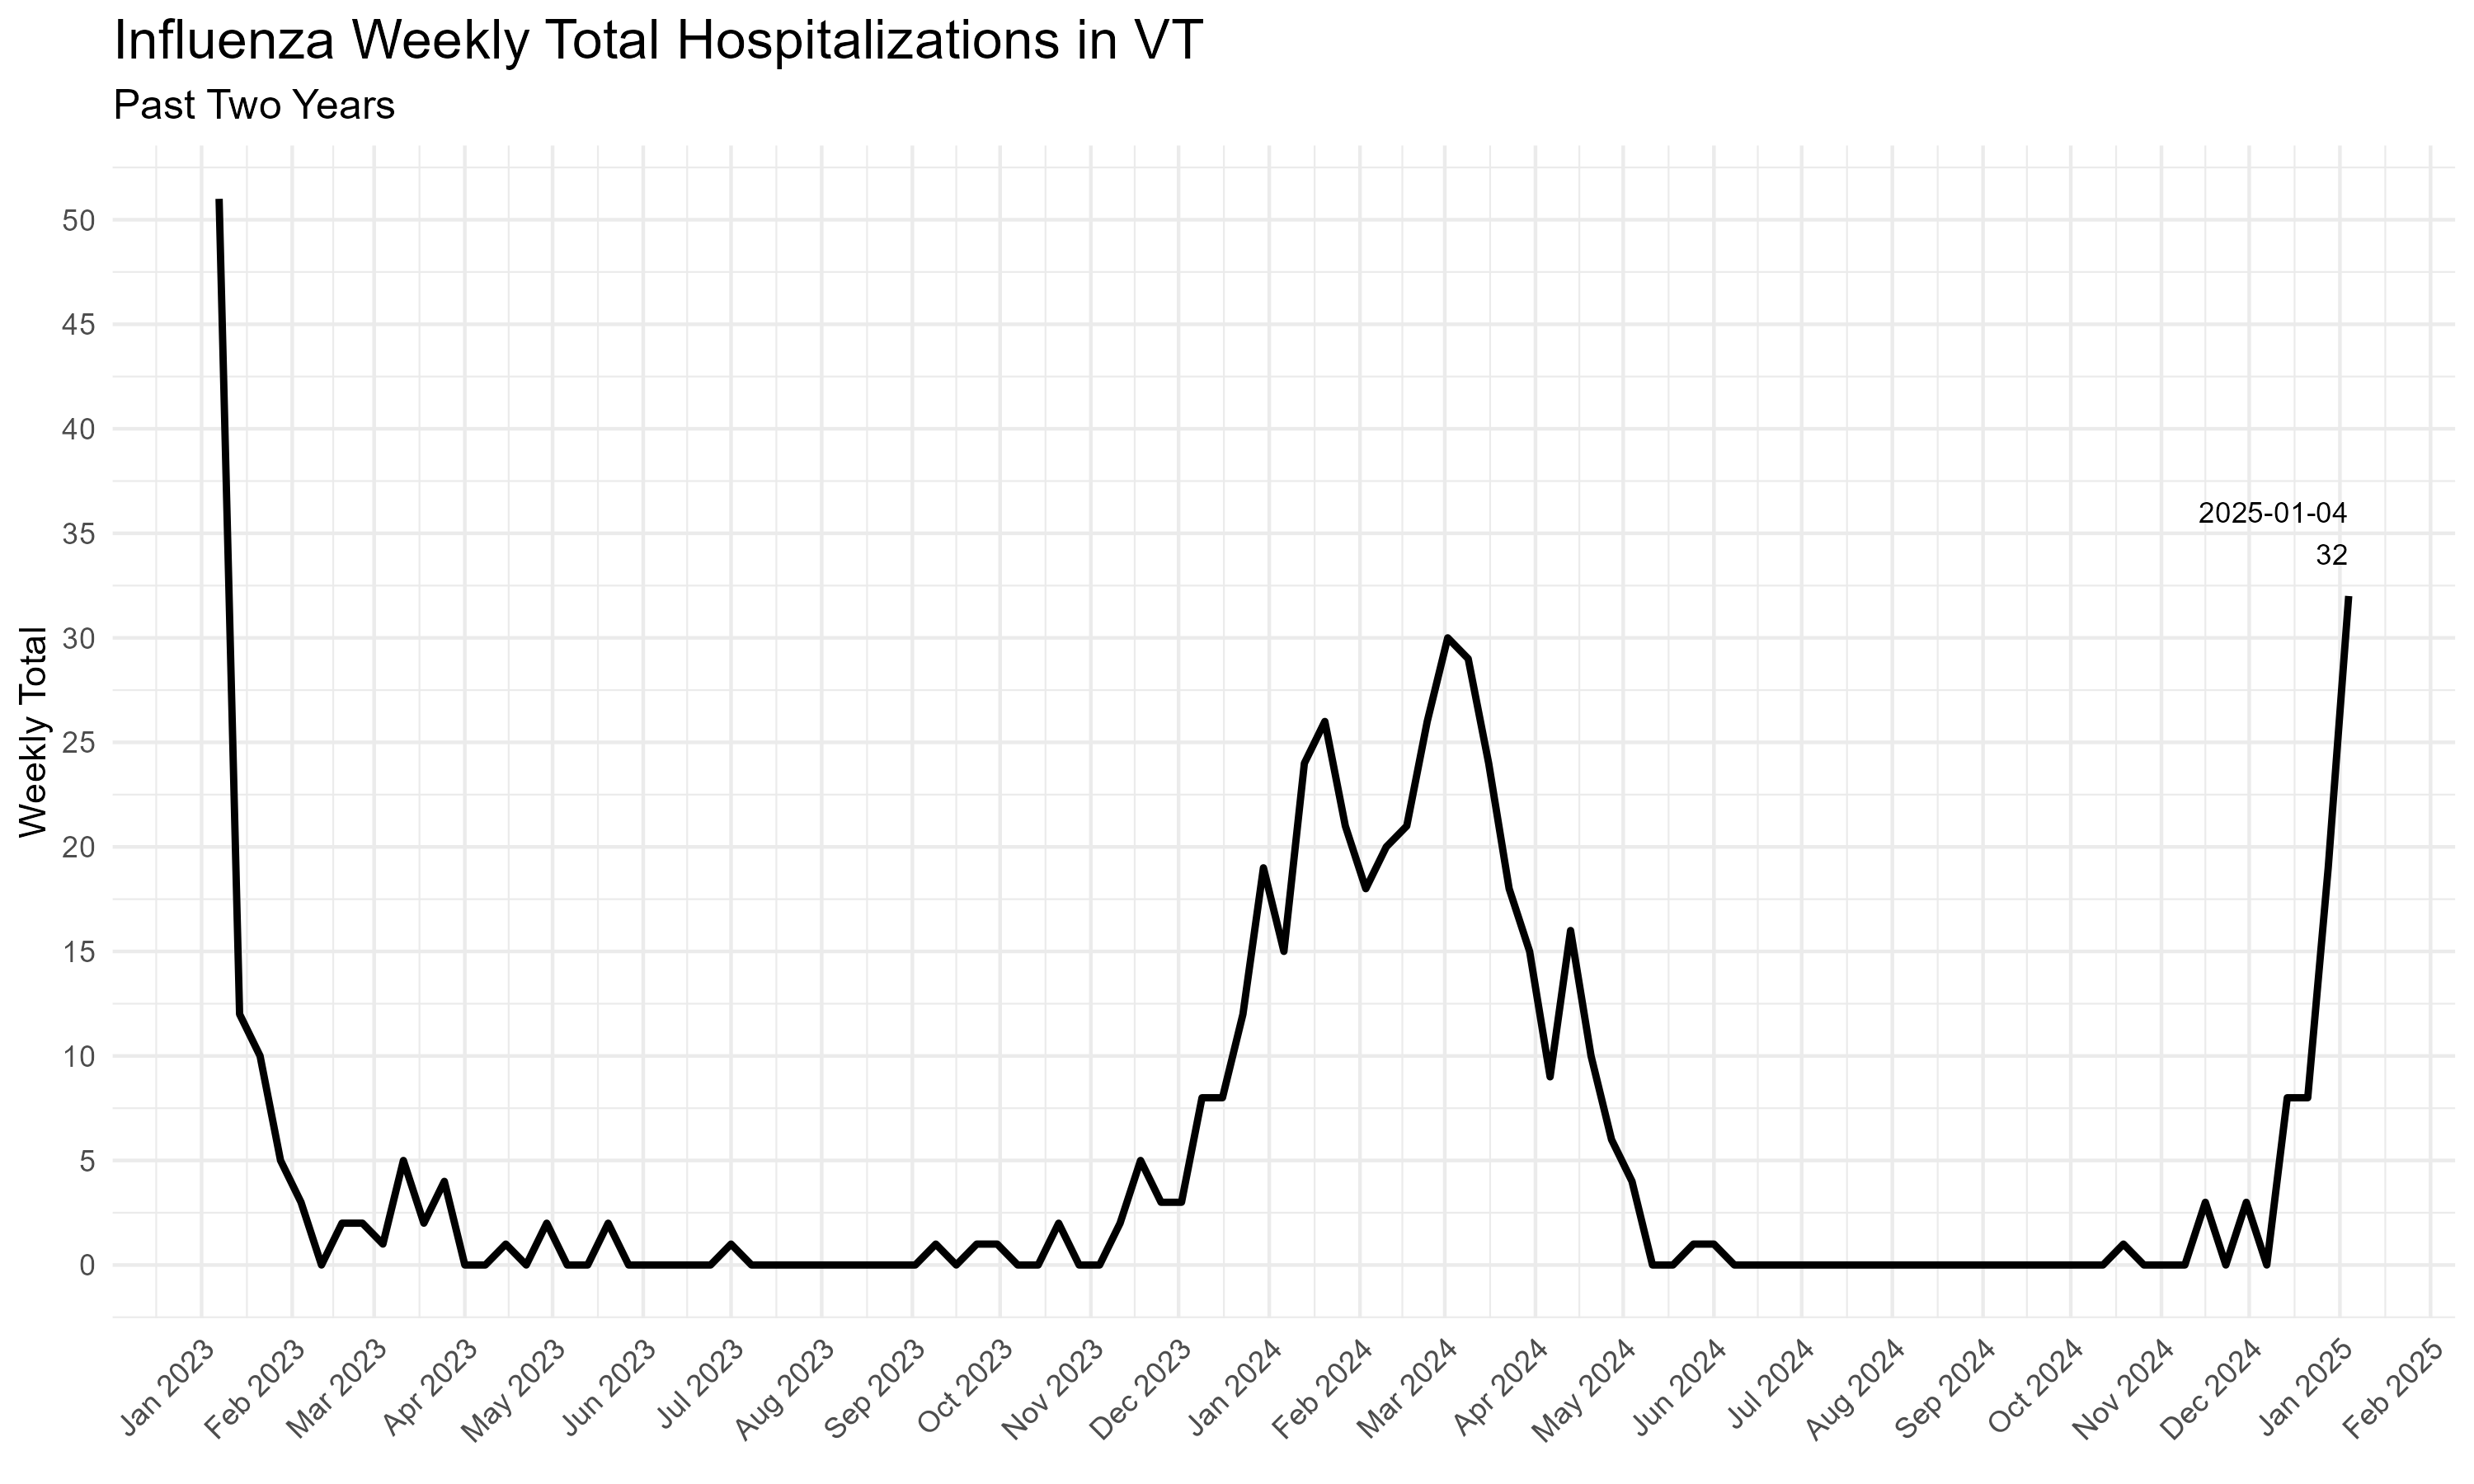 Influenza Weekly Total Hospitalizations in VT
Past Two Years
Weekly Total
50
45
40
35
30
25
20
15
10
5
0
2025-01-04
32
Jan 2023
Feb 2023
Mar 2023
Apr 2023
May 2023
Jun 2023
Jul 2023
Aug 2023
Sep 2023
Oct 2023
Nov 2023
Dec 2023
Jan 2024
Feb 2024
Mar 2024
Apr 2024
May 2024
Jun 2024
Jul 2024
Aug 2024
Sep 2024
Oct 2024
Nov 2024
Dec 2024
Jan 2025
Feb 2025